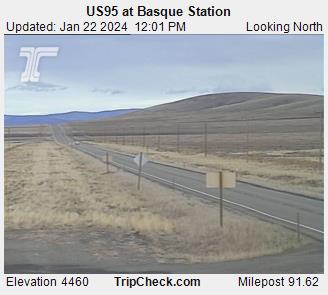 US95 at Basque Station
Updated: Jan 22 2024 12:01 PM Looking North
Elevation 4460 TripCheck.com Milepost 91.62